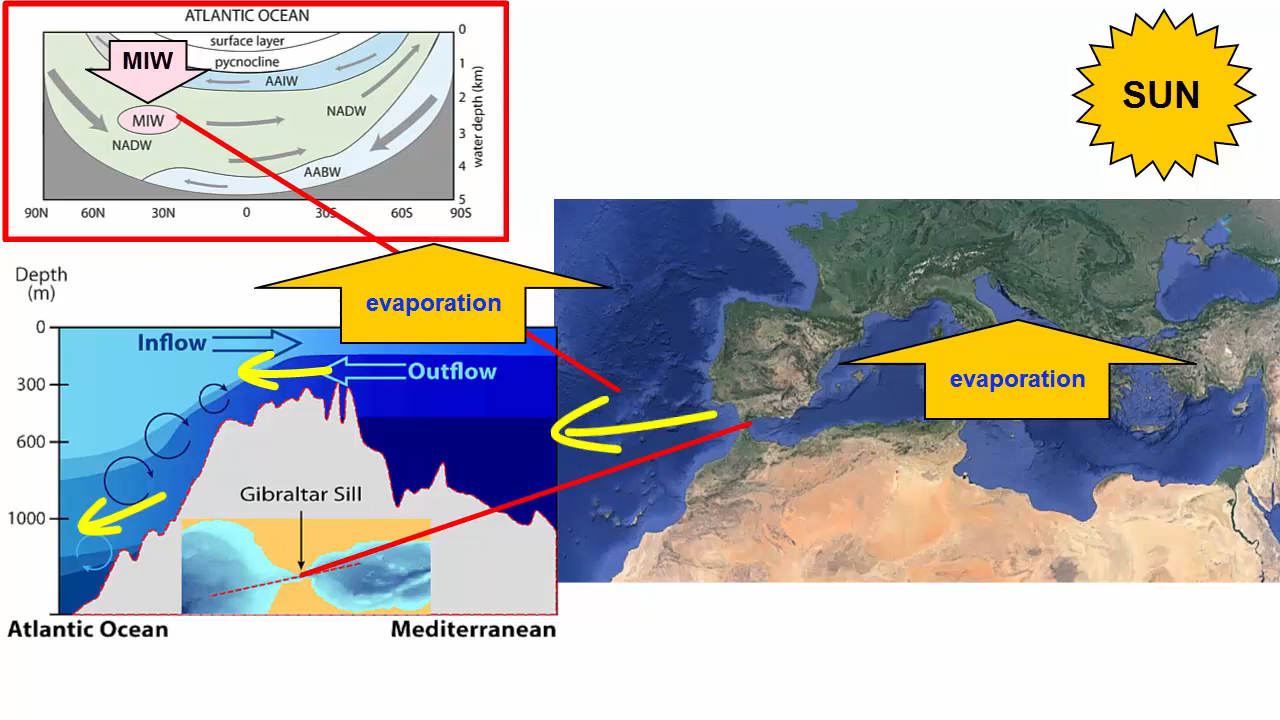 ATLANTIC OCEAN
surface layer
pycnocline
MIW
AAIW
NADW
MIW
NADW
AABW
0
1
2
3
4
5
water depth (km)
90N 60N 30N 0 30S 60S 90S
SUN
evaporation
evaporation
Depth
(m)
0
300
600
1000
Inflow
Outflow
Gibraltar Sill
Atlantic Ocean
Mediterranean